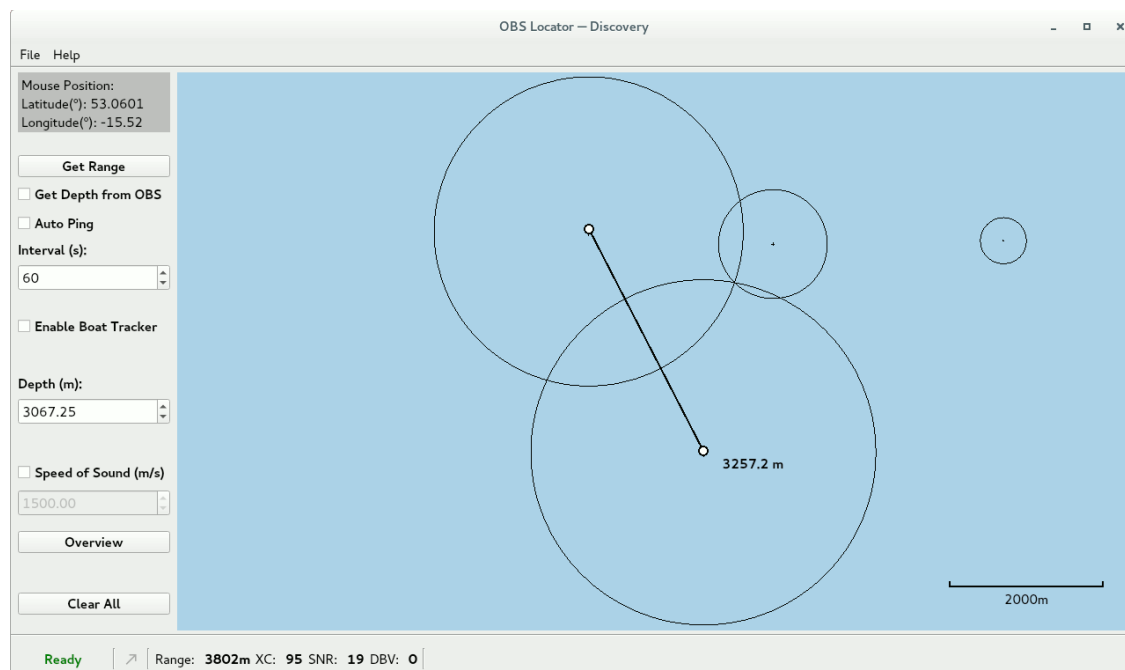 OBS Locator — Discovery
File Help
Mouse Position:
Latitude(º): 53.0601
Longitude(º): -15.52
Get Range
Get Depth from OBS
Auto Ping
Interval (s):
60
Enable Boat Tracker
Depth (m):
3067.25
Speed of Sound (m/s)
1500.00
Overview
Clear All
3257.2 m
2000m
Ready Range: 3802m XC: 95 SNR: 19 DBV: 0